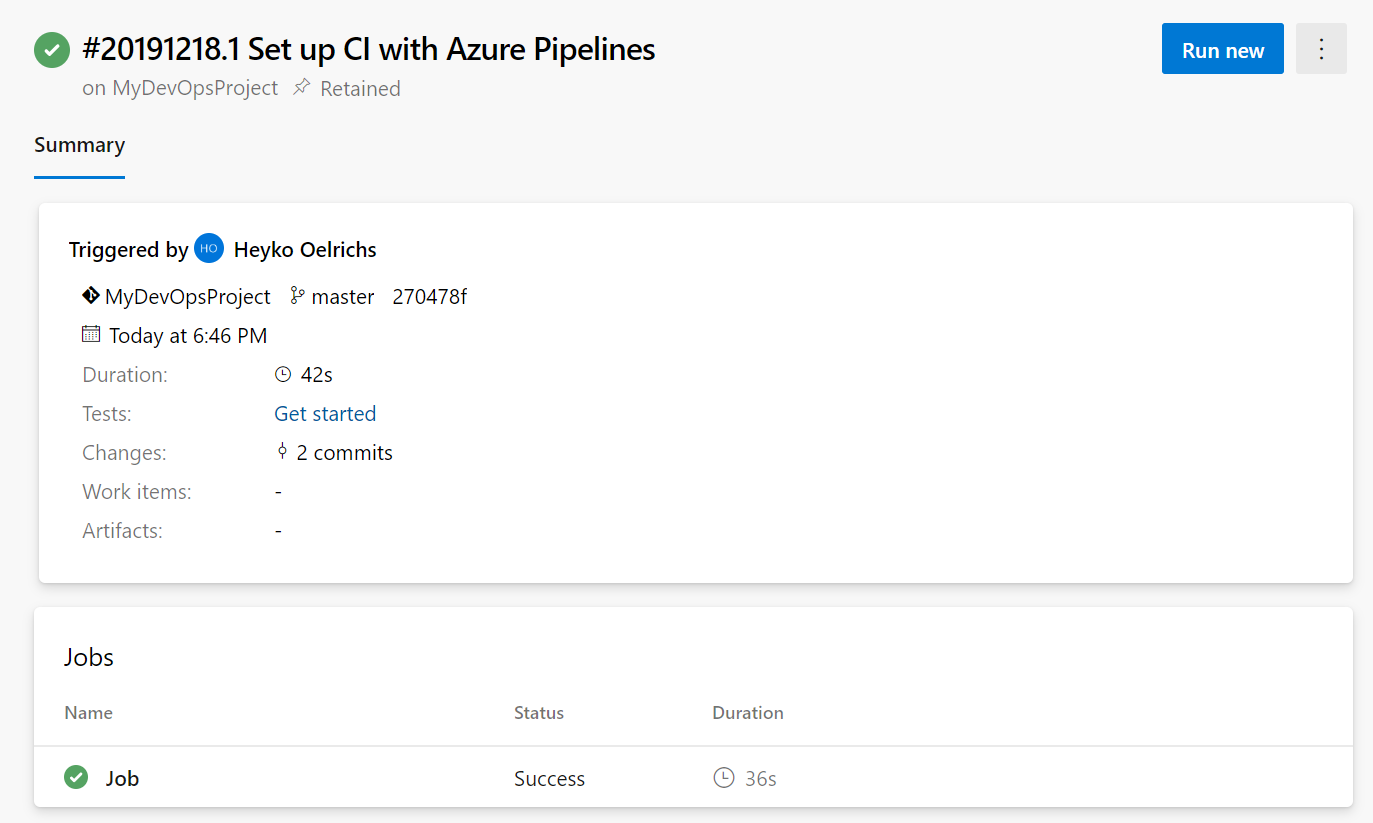 #20191218.1 Set up CI with Azure Pipelines
Run new
on MyDevOpsProject Retained
Summary
Triggered by HO Heyko Oelrichs
MyDevOpsProject master 270478f
Today at 6:46 PM
Duration: 42s
Tests: Get started
Changes: 2 commits
Work items: -
Artifacts: -
Jobs
Name Status Duration
Job Success 36s